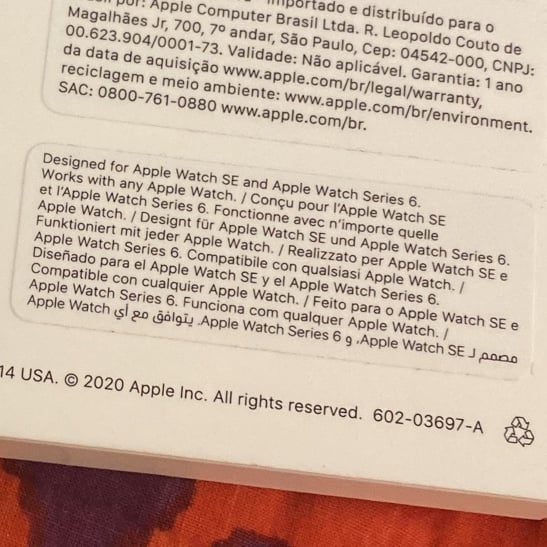 por: Apple Computer Brasil Ltda. R. Leopoldo Couto de
importado e distribuído para o
Magalhães Jr, 700, 7º andar, São Paulo, Cep: 04542-000, CNPJ:
00.623.904/0001-73. Validade: Não aplicável. Garantia: 1 ano
da data de aquisição www.apple.com/br/legal/warranty,
reciclagem e meio ambiente: www.apple.com/br/environment.
SAC: 0800-761-0880 www.apple.com/br.
Designed for Apple Watch SE and Apple Watch Series 6.
Works with any Apple Watch. / Conçu pour l'Apple Watch SE
et l'Apple Watch Series 6. Fonctionne avec n'importe quelle
Apple Watch. / Designt für Apple Watch SE und Apple Watch Series 6.
Funktioniert mit jeder Apple Watch. / Realizzato per Apple Watch SE e
Apple Watch Series 6. Compatibile con qualsiasi Apple Watch. /
Diseñado para el Apple Watch SE y el Apple Watch Series 6.
Compatible con cualquier Apple Watch. / Feito para o Apple Watch SE e
Apple Watch Series 6. Funciona com qualquer Apple Watch. /
مصمم لـ Apple Watch SE، و Apple Watch Series 6. يتوافق مع أي Apple Watch
14 USA. © 2020 Apple Inc. All rights reserved. 602-03697-A